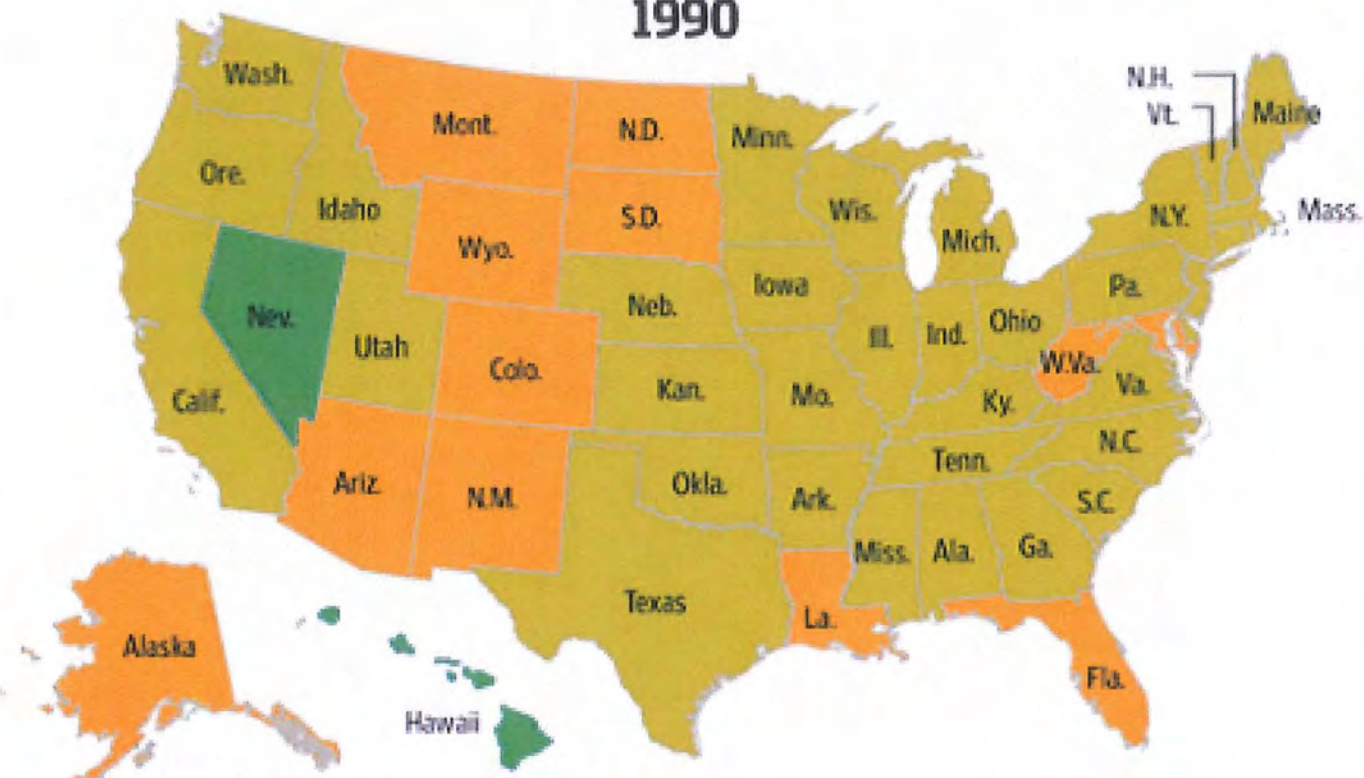 1990
Wash.
Mont.
N.D.
Minn.
N.H.
Vt.
Maine
Ore.
Idaho
S.D.
Wis.
Mich.
N.Y.
Mass.
Wyo.
Nev.
Utah
Neb.
Iowa
Ill.
Ind.
Ohio
Pa.
Calif.
Colo.
Kan.
Mo.
Ky.
W.Va.
Va.
Ariz.
N.M.
Okla.
Ark.
Tenn.
N.C.
S.C.
Miss.
Ala.
Ga.
Texas
La.
Fla.
Alaska
Hawaii